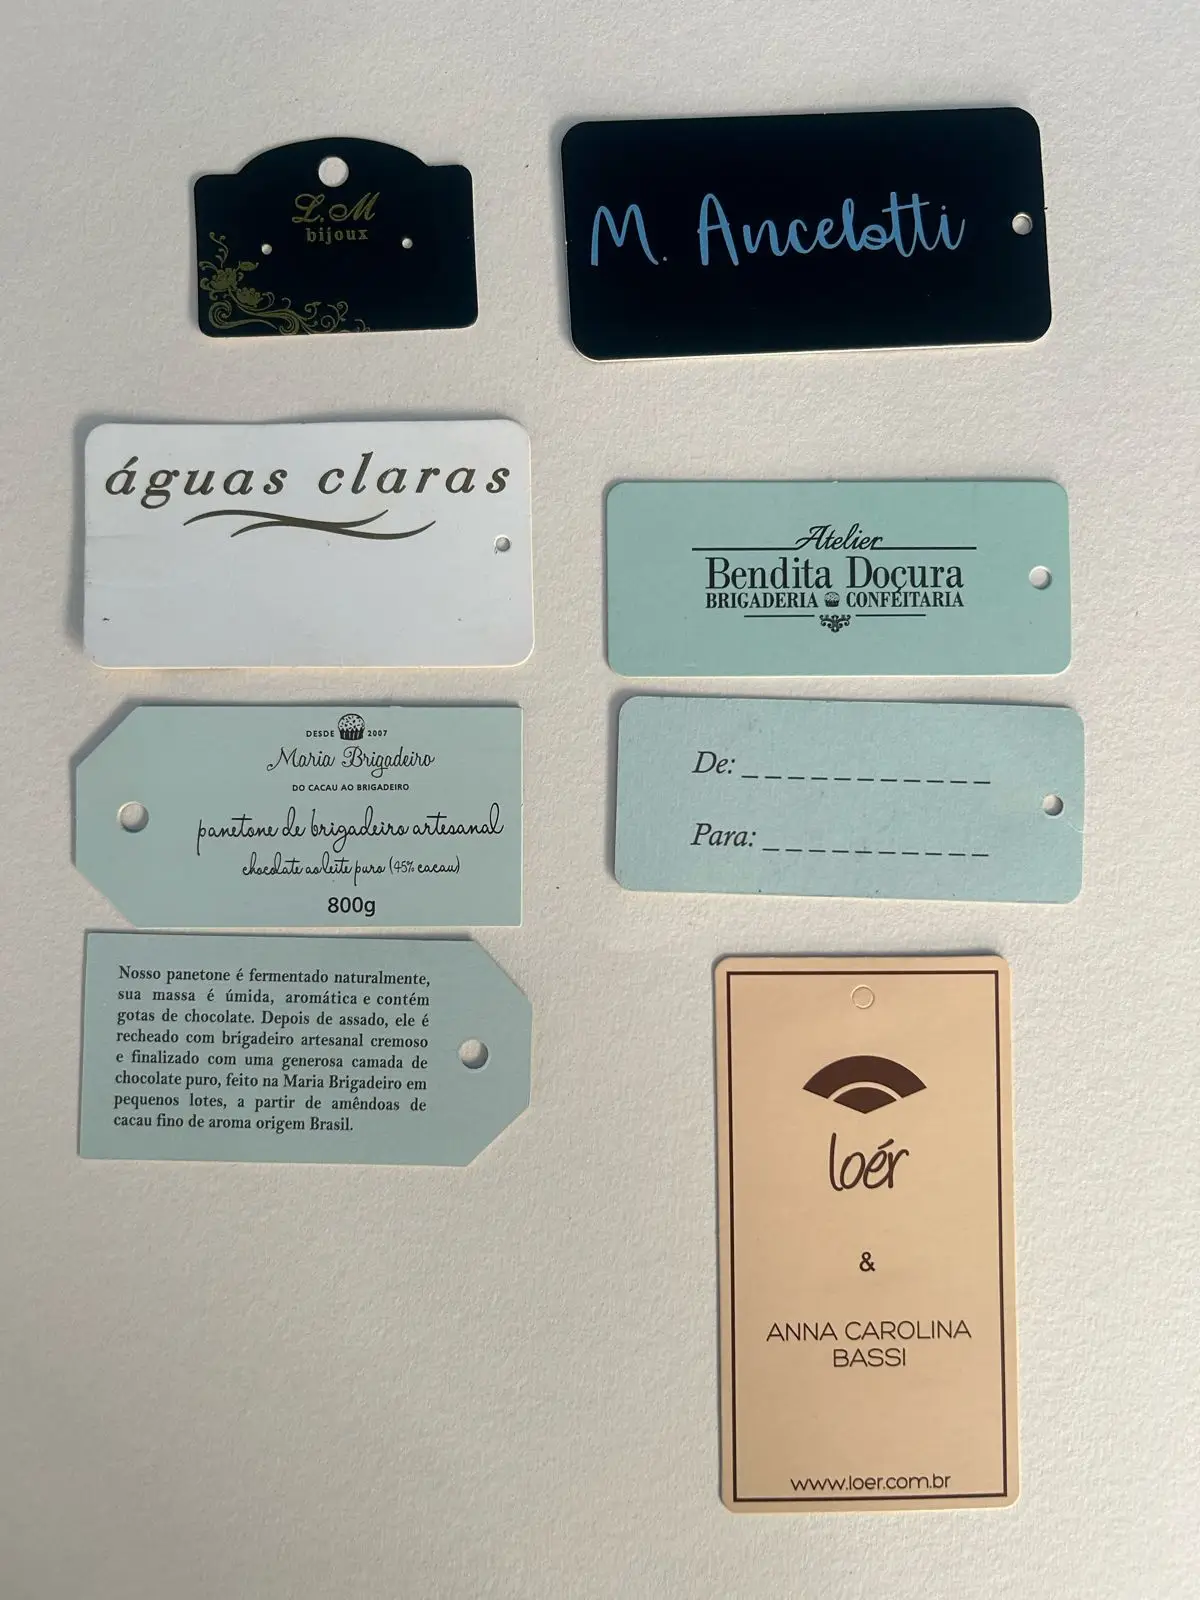 L.M
bijoux
M. Ancelotti
águas claras
Atelier
Bendita Doçura
BRIGADERIA CONFEITARIA
DESDE 2007
Maria Brigadeiro
DO CACAU AO BRIGADEIRO
panetone de brigadeiro artesanal
chocolate ao leite puro (45% cacau)
800g
De: ___________
Para: __________
Nosso panetone é fermentado naturalmente,
sua massa é úmida, aromática e contém
gotas de chocolate. Depois de assado, ele é
recheado com brigadeiro artesanal cremoso
e finalizado com uma generosa camada de
chocolate puro, feito na Maria Brigadeiro em
pequenos lotes, a partir de amêndoas de
cacau fino de aroma origem Brasil.
loér
&
ANNA CAROLINA
BASSI
www.loer.com.br